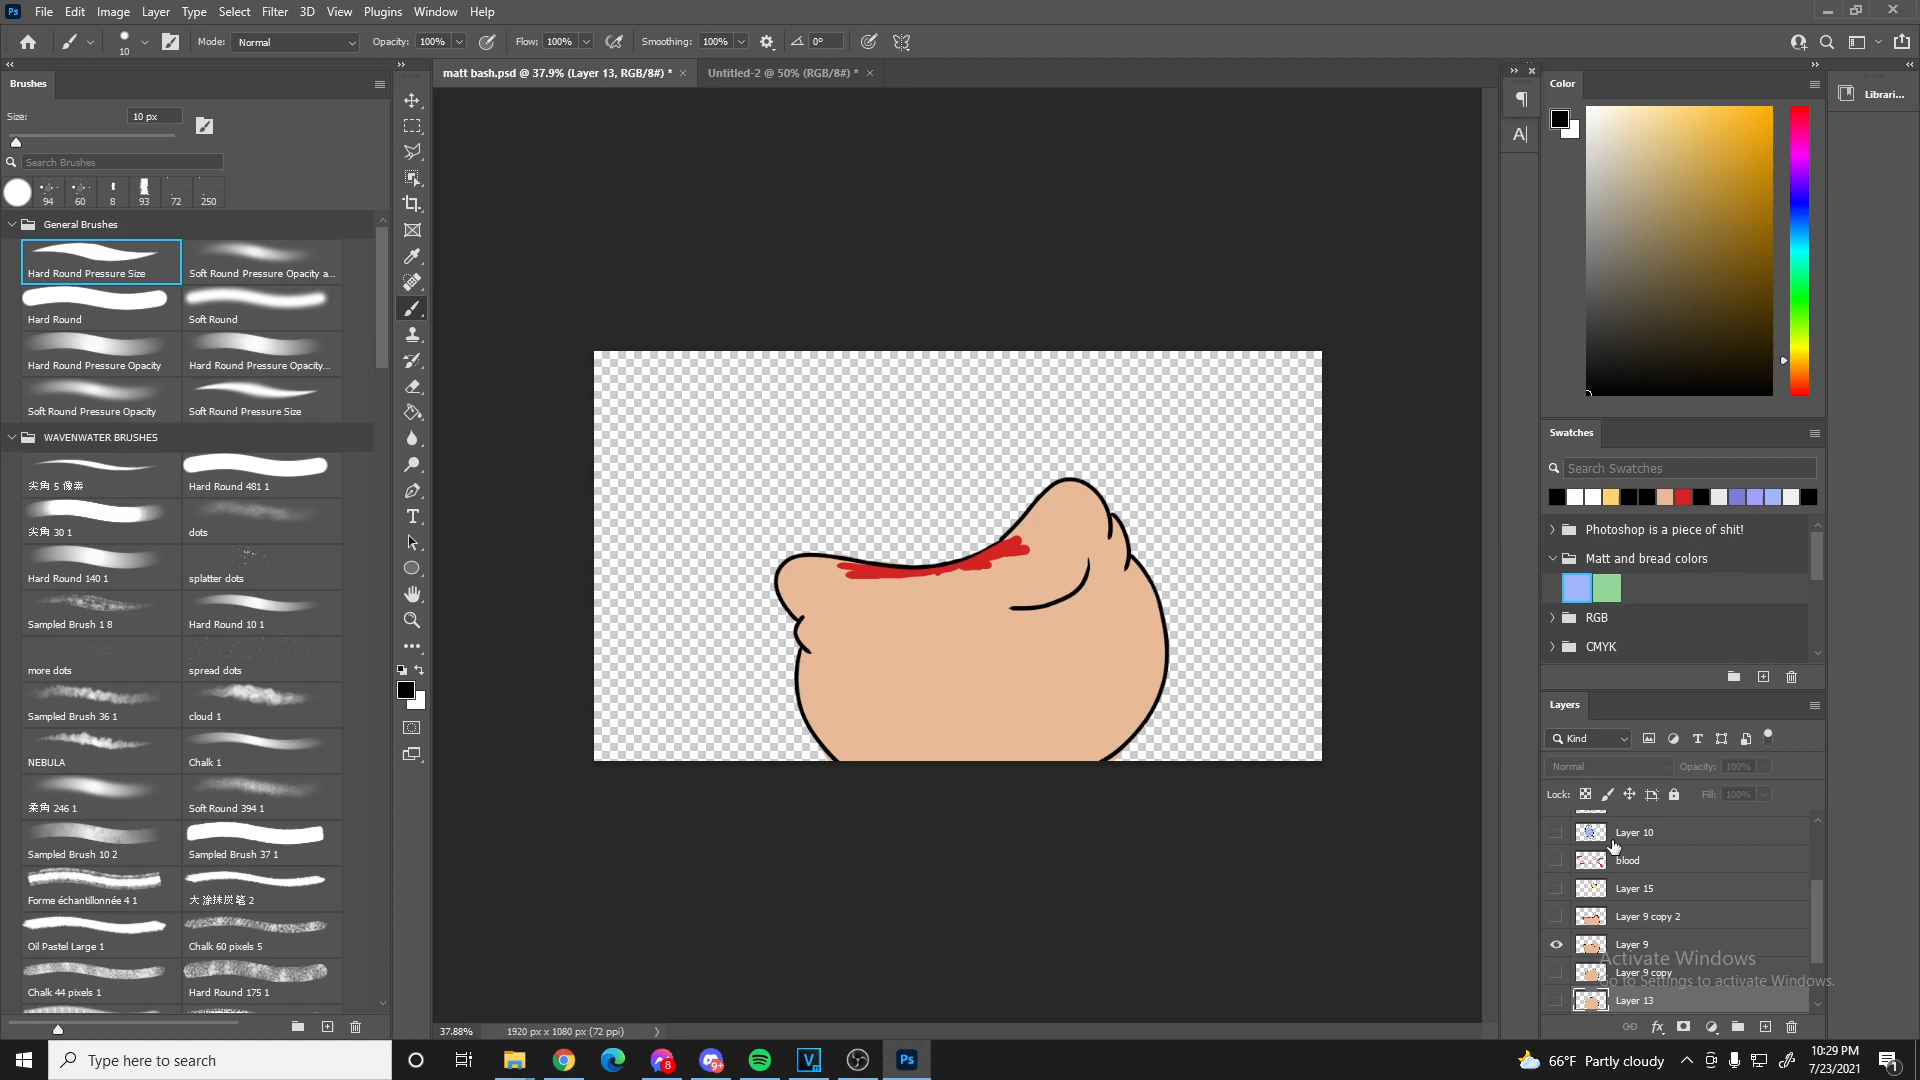 Ps File Edit Image Layer Type Select Filter 3D View Plugins Window Help
10 Mode: Normal Opacity: 100% Flow: 100% Smoothing: 100% 0°
Brushes
matt bash.psd @ 37.9% (Layer 13, RGB/8#) *
Untitled-2 @ 50% (RGB/8#) *
Size: 10 px
Search Brushes
94 60 8 93 72 250
General Brushes
Hard Round Pressure Size
Soft Round Pressure Opacity a...
Hard Round
Soft Round
Hard Round Pressure Opacity
Hard Round Pressure Opacity...
Soft Round Pressure Opacity
Soft Round Pressure Size
WAVENWATER BRUSHES
尖角 5 像素
Hard Round 481 1
尖角 30 1
dots
Hard Round 140 1
splatter dots
Sampled Brush 1 8
Hard Round 10 1
more dots
spread dots
Sampled Brush 36 1
cloud 1
NEBULA
Chalk 1
柔角 246 1
Soft Round 394 1
Sampled Brush 10 2
Sampled Brush 37 1
Forme échantillonnée 4 1
大 涂抹炭笔 2
Oil Pastel Large 1
Chalk 60 pixels 5
Chalk 44 pixels 1
Hard Round 175 1
37.88% 1920 px x 1080 px (72 ppi)
Color
Librari...
Swatches
Search Swatches
Photoshop is a piece of shit!
Matt and bread colors
RGB
CMYK
Layers
Kind
Normal Opacity: 100%
Lock: Fill: 100%
Layer 10
blood
Layer 15
Layer 9 copy 2
Layer 9
Activate Windows
Layer 9 copy
Go to Settings to activate Windows.
Layer 13
Type here to search
8
9+
V
Ps
66°F Partly cloudy
10:29 PM
7/23/2021
1